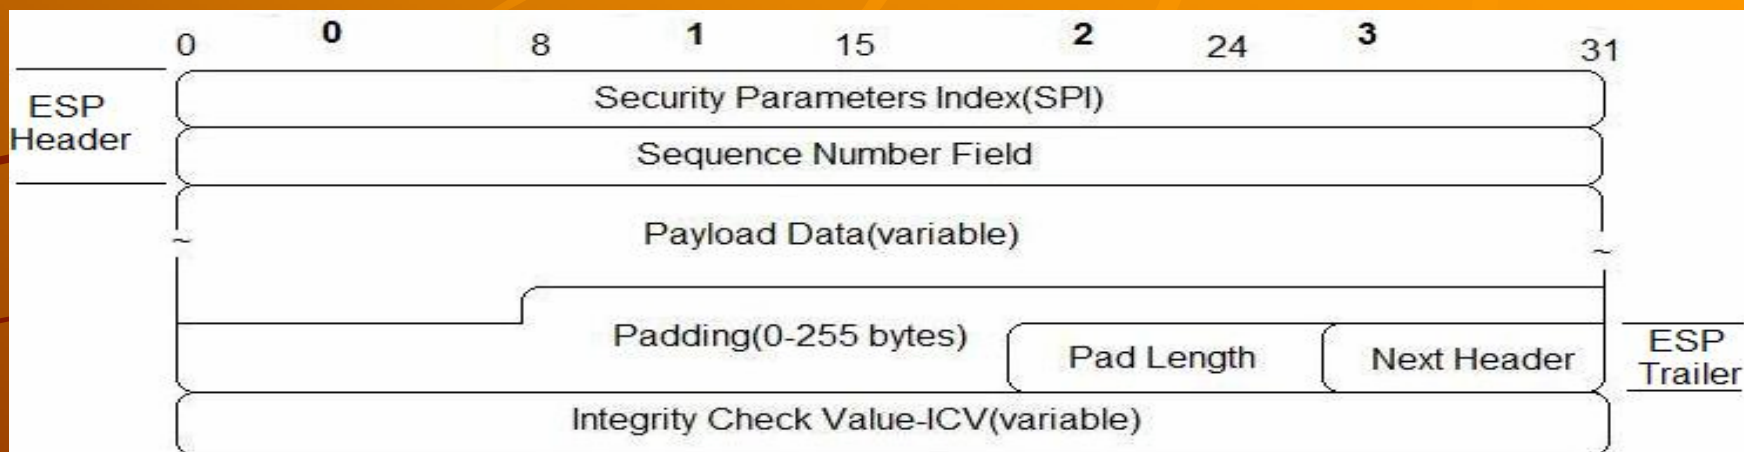 0 0 8 1 15 2 24 3 31
ESP
Header
Security Parameters Index(SPI)
Sequence Number Field
~ Payload Data(variable) ~
Padding(0-255 bytes)
Pad Length
Next Header
ESP
Trailer
Integrity Check Value-ICV(variable)